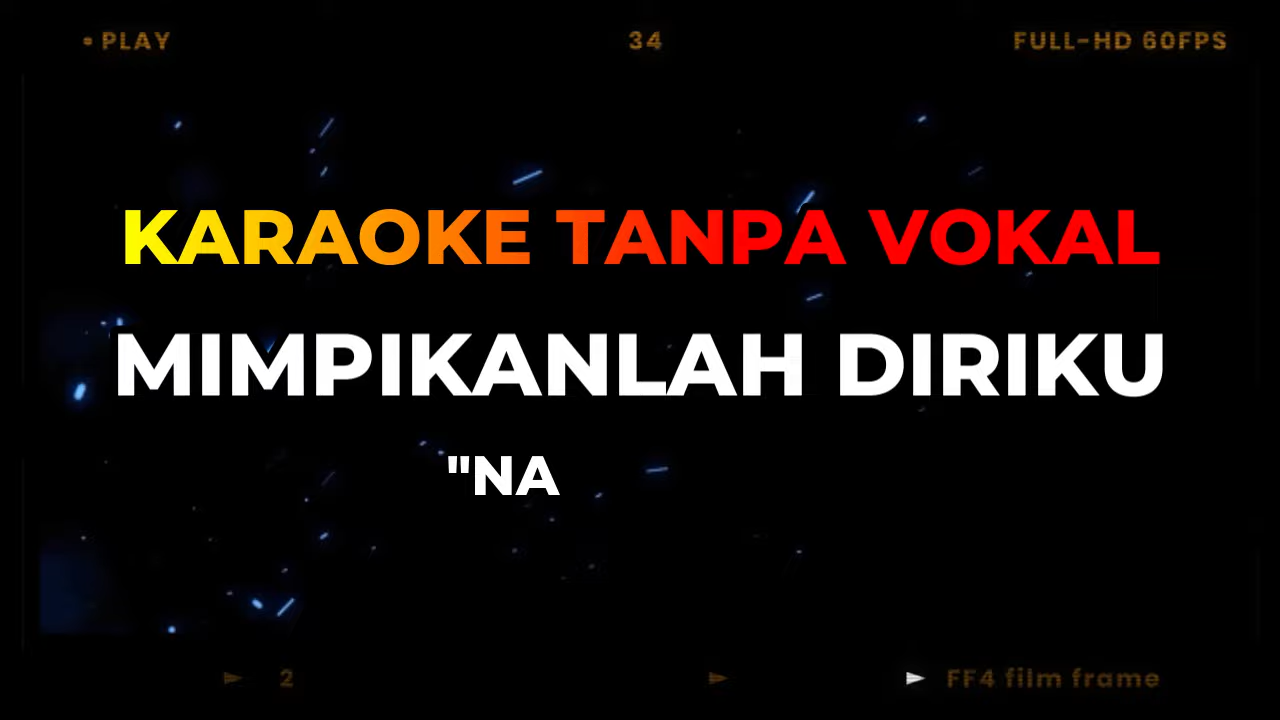 • PLAY 34 FULL-HD 60FPS
KARAOKE TANPA VOKAL
MIMPIKANLAH DIRIKU
"NA
► 2 ► ► FF4 film frame